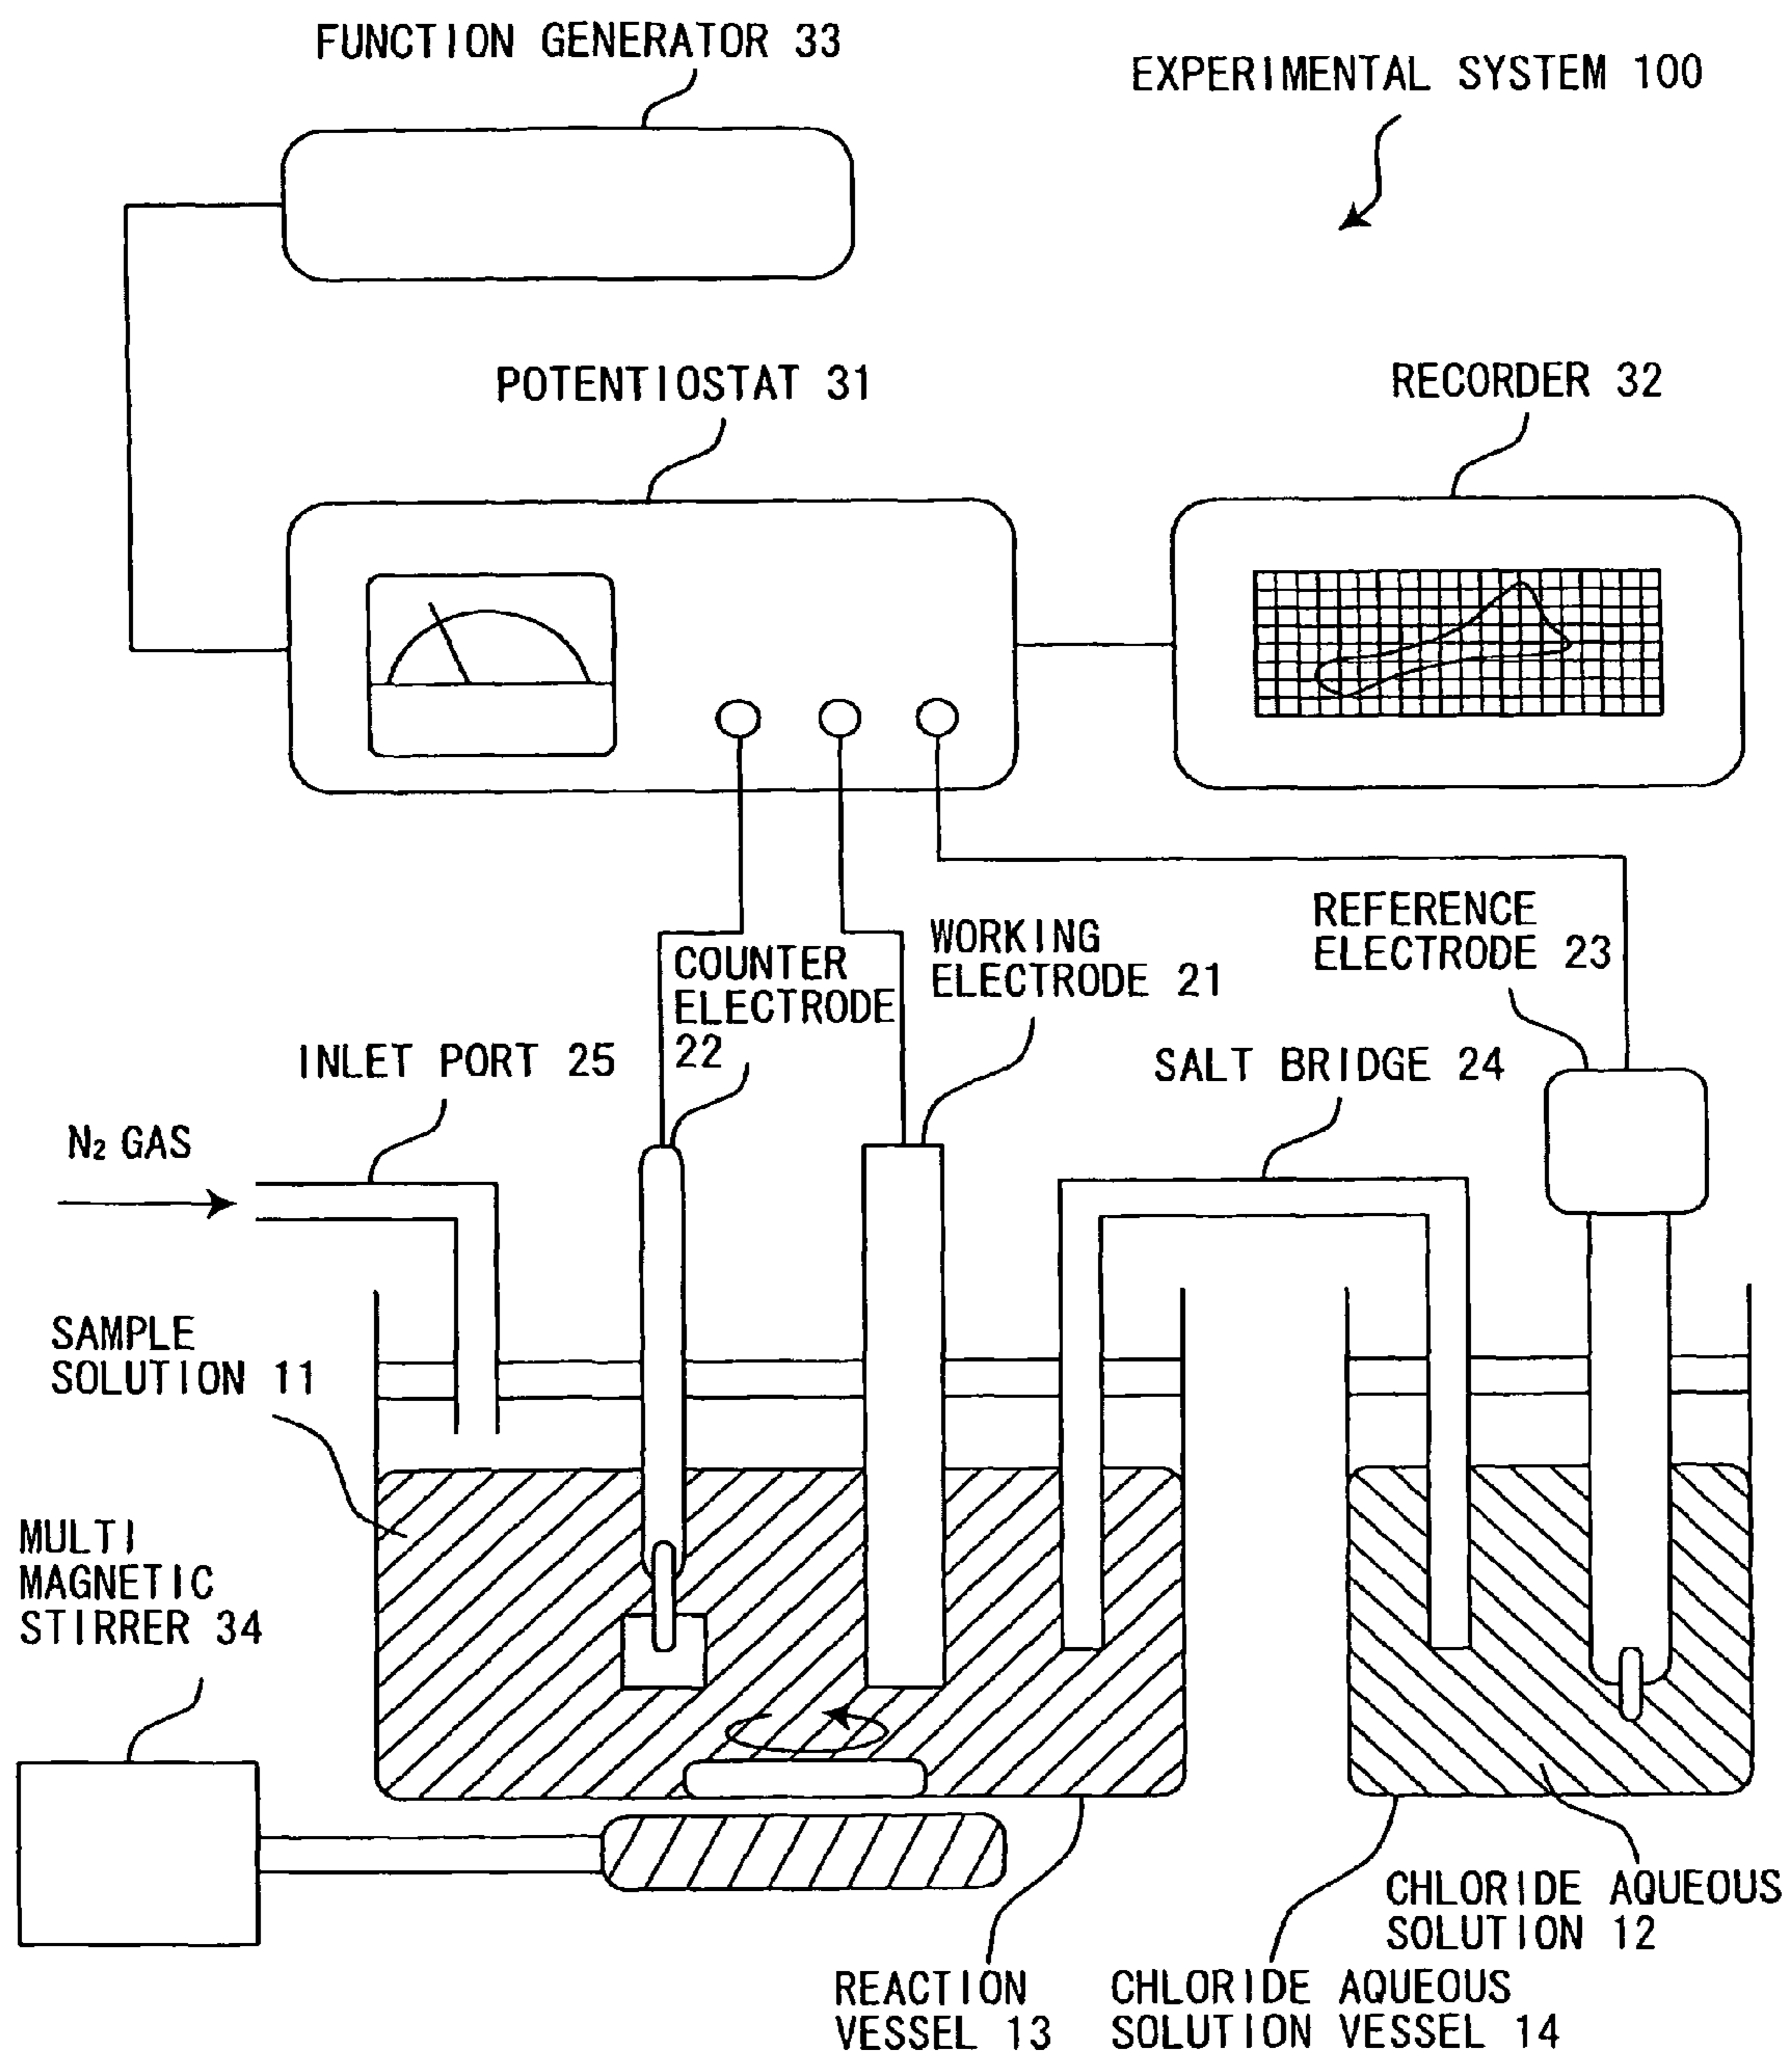 FUNCTION GENERATOR 33
EXPERIMENTAL SYSTEM 100
POTENTIOSTAT 31
RECORDER 32
REFERENCE
ELECTRODE 23
WORKING
ELECTRODE 21
COUNTER
ELECTRODE
22
INLET PORT 25
SALT BRIDGE 24
N2 GAS
SAMPLE
SOLUTION 11
MULTI
MAGNETIC
STIRRER 34
CHLORIDE AQUEOUS
SOLUTION 12
REACTION
VESSEL 13
CHLORIDE AQUEOUS
SOLUTION VESSEL 14